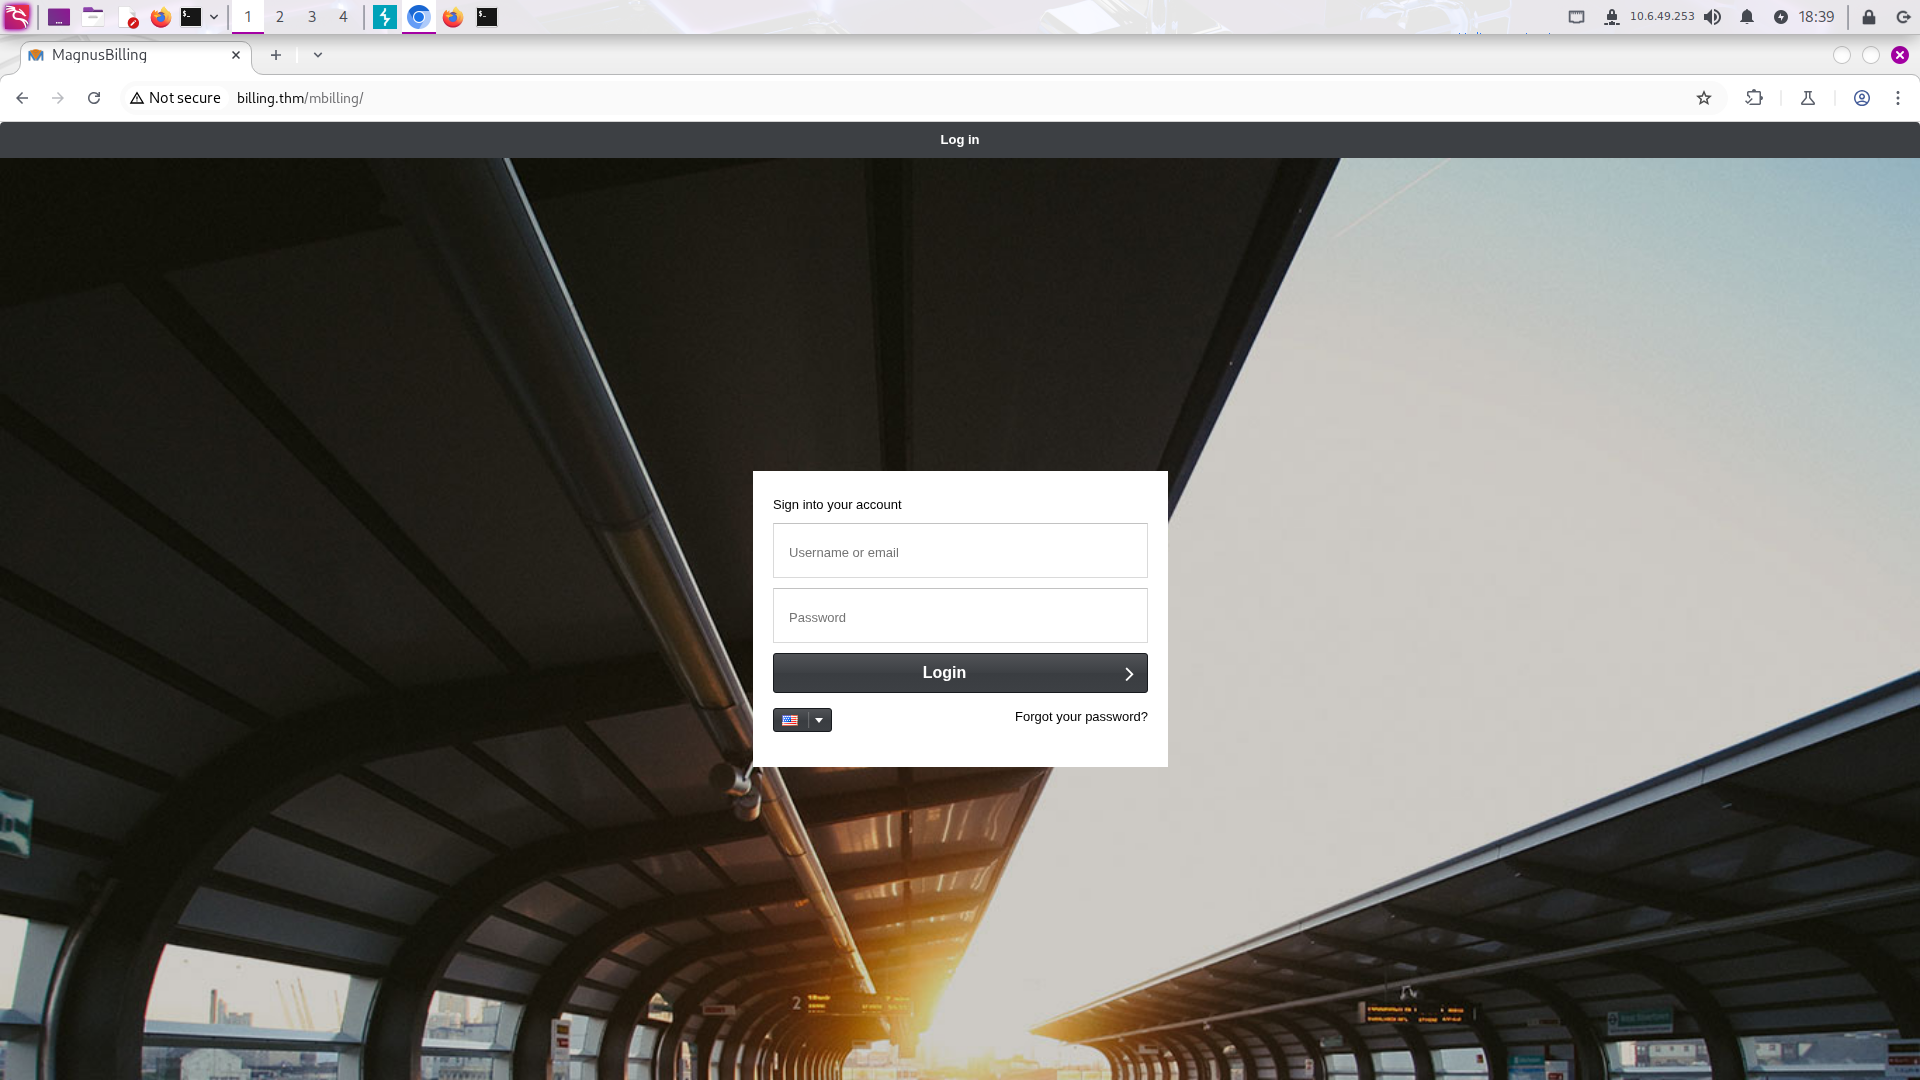 1 2 3 4 10.6.49.253 18:39
MagnusBilling
Not secure billing.thm/mbilling/
Log in
Sign into your account
Username or email
Password
Login
Forgot your password?
2